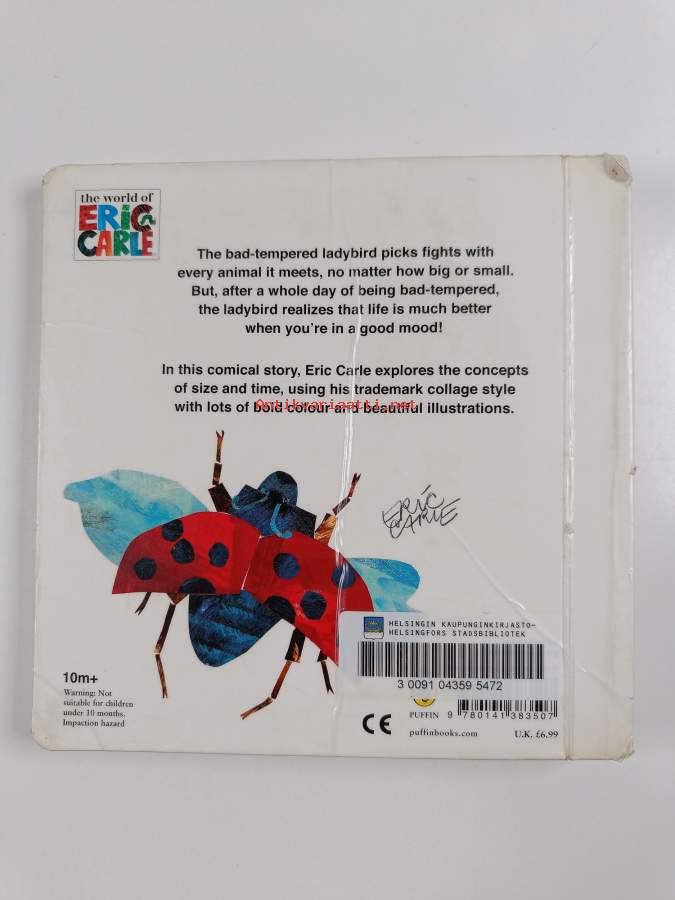 the world of
ERIC
CARLE
The bad-tempered ladybird picks fights with
every animal it meets, no matter how big or small.
But, after a whole day of being bad-tempered,
the ladybird realizes that life is much better
when you're in a good mood!
In this comical story, Eric Carle explores the concepts
of size and time, using his trademark collage style
with lots of bold colour and beautiful illustrations.
Antikvariaatti.net
ERIC
CARLE
HELSINGIN KAUPUNGINKIRJASTO-
HELSINGFORS STADSBIBLIOTEK
3 0091 04359 5472
10m+
Warning: Not
suitable for children
under 10 months.
Impaction hazard
CE
PUFFIN
9 780141 383507
puffinbooks.com
U.K. £6.99